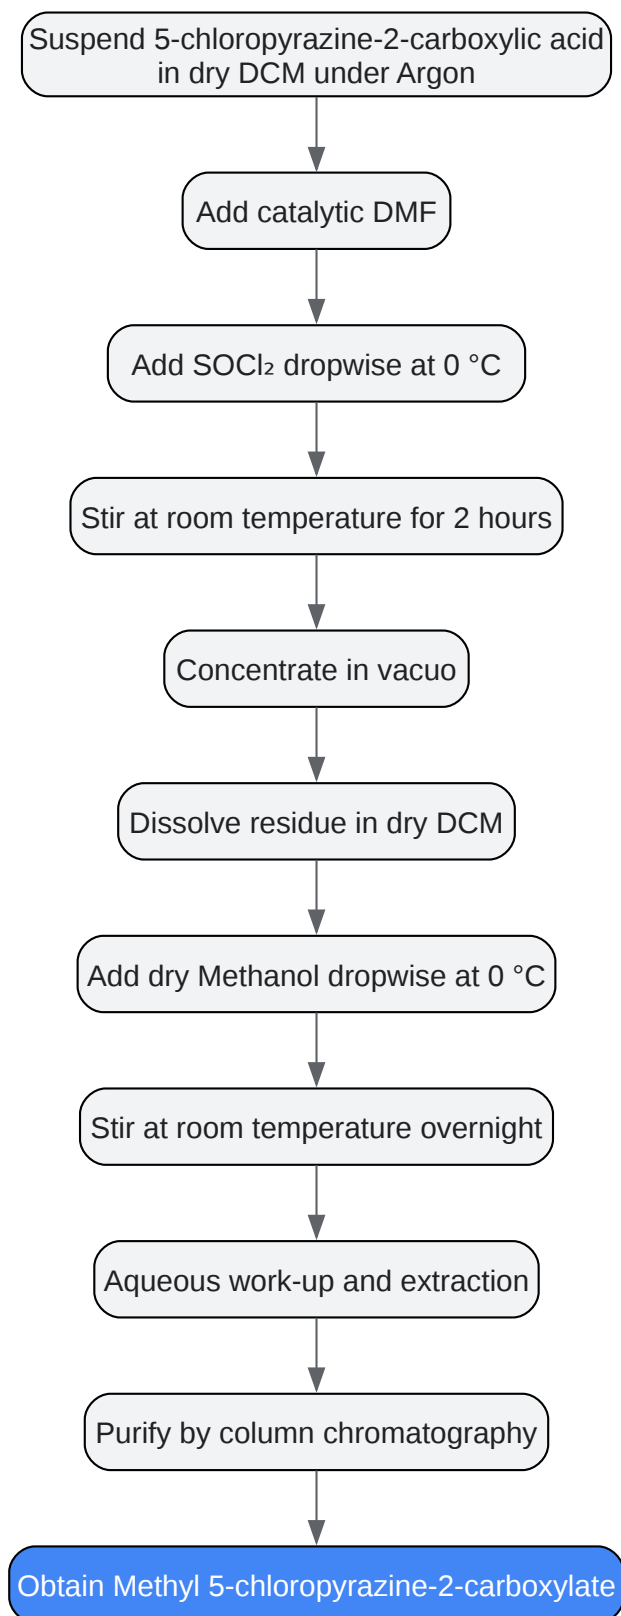 Suspend 5-chloropyrazine-2-carboxylic acid
in dry DCM under Argon
Add catalytic DMF
Add SOCl₂ dropwise at 0 °C
Stir at room temperature for 2 hours
Concentrate in vacuo
Dissolve residue in dry DCM
Add dry Methanol dropwise at 0 °C
Stir at room temperature overnight
Aqueous work-up and extraction
Purify by column chromatography
Obtain Methyl 5-chloropyrazine-2-carboxylate